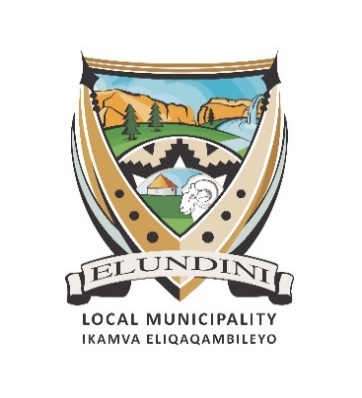 ELUNDINI
LOCAL MUNICIPALITY
IKAMVA ELIQAQAMBILEYO